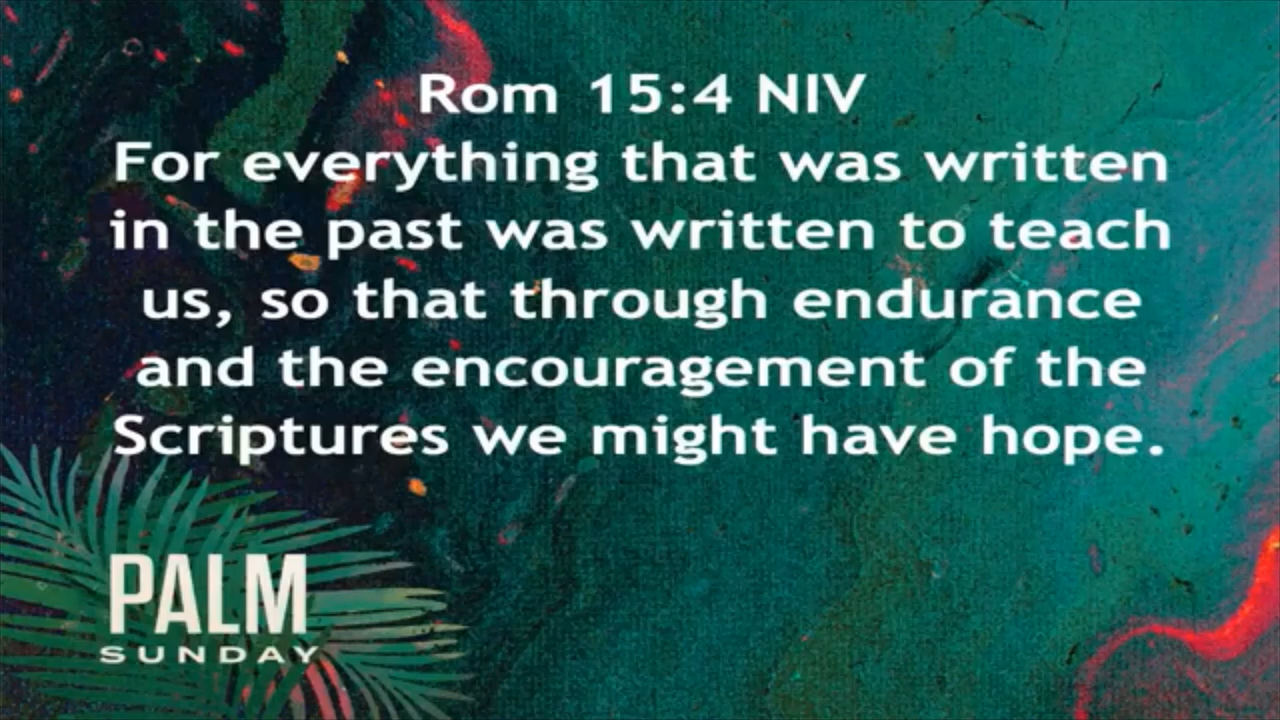 Rom 15:4 NIV
For everything that was written
in the past was written to teach
us, so that through endurance
and the encouragement of the
Scriptures we might have hope.
PALM
SUNDAY